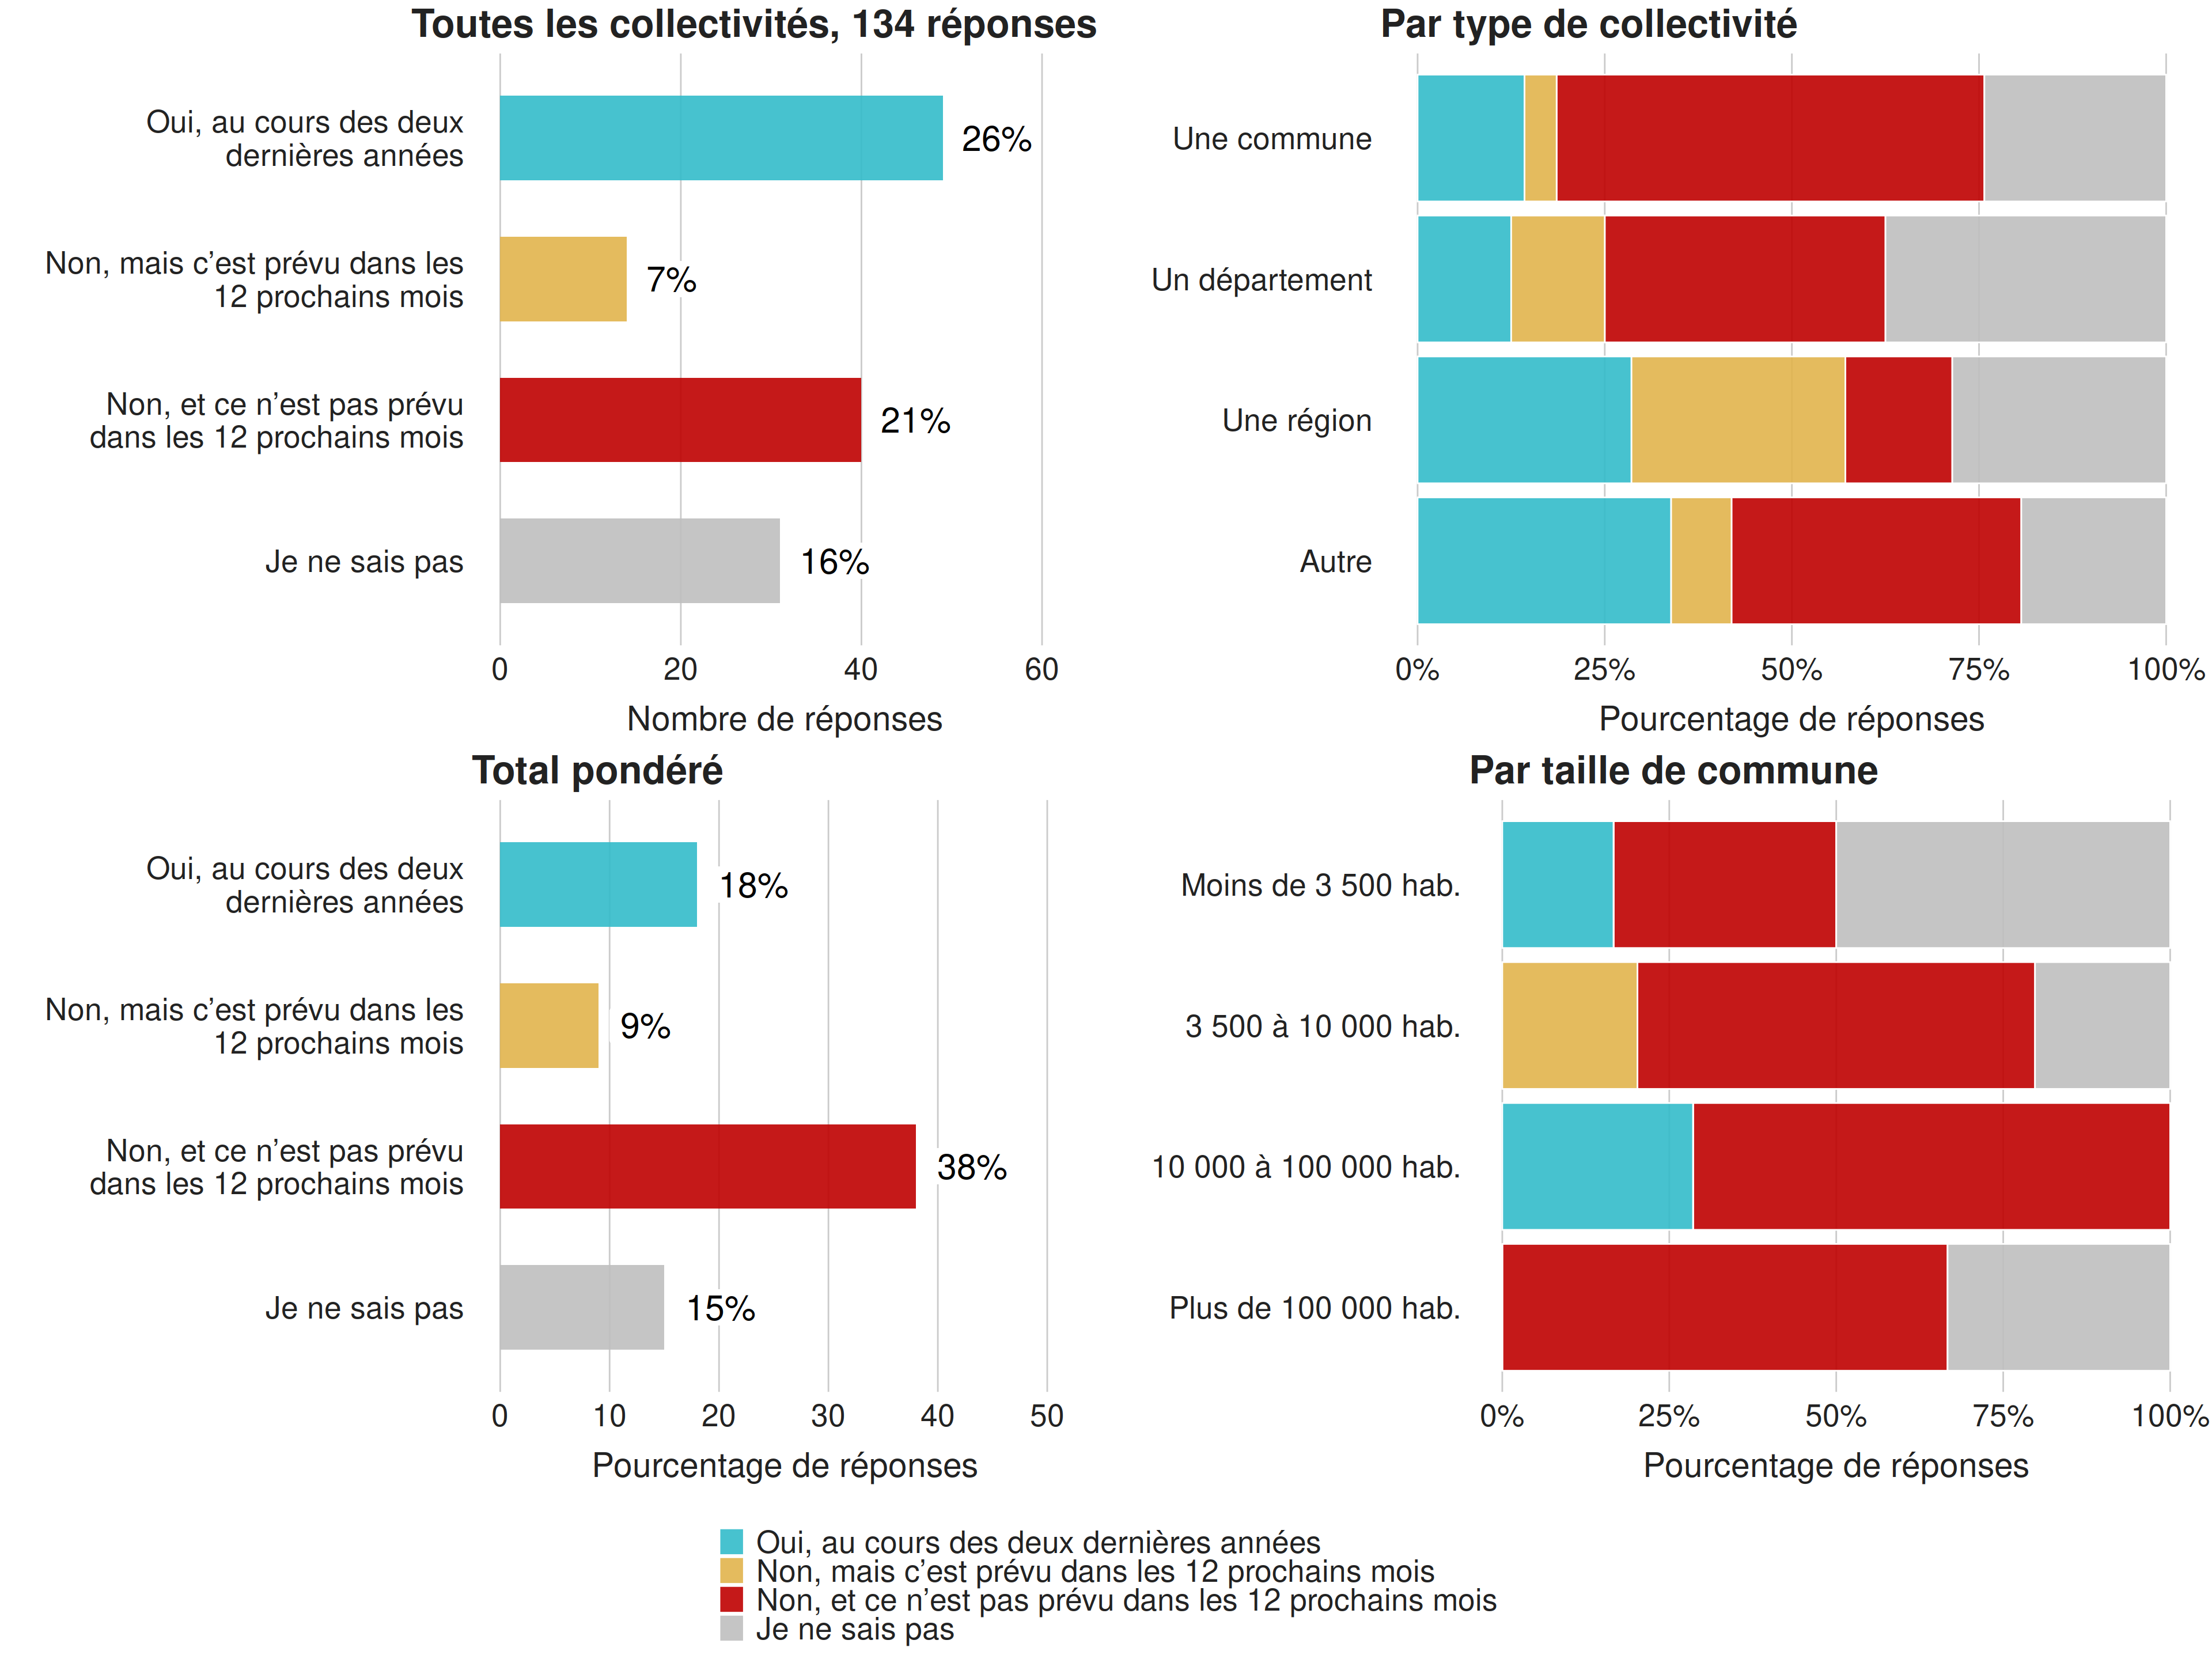 Toutes les collectivités, 134 réponses
Oui, au cours des deux
dernières années
26%
Non, mais c’est prévu dans les
12 prochains mois
7%
Non, et ce n’est pas prévu
dans les 12 prochains mois
21%
Je ne sais pas
16%
0 20 40 60
Nombre de réponses
Par type de collectivité
Une commune
Un département
Une région
Autre
0% 25% 50% 75% 100%
Pourcentage de réponses
Total pondéré
Oui, au cours des deux
dernières années
18%
Non, mais c’est prévu dans les
12 prochains mois
9%
Non, et ce n’est pas prévu
dans les 12 prochains mois
38%
Je ne sais pas
15%
0 10 20 30 40 50
Pourcentage de réponses
Par taille de commune
Moins de 3 500 hab.
3 500 à 10 000 hab.
10 000 à 100 000 hab.
Plus de 100 000 hab.
0% 25% 50% 75% 100%
Pourcentage de réponses
Oui, au cours des deux dernières années
Non, mais c’est prévu dans les 12 prochains mois
Non, et ce n’est pas prévu dans les 12 prochains mois
Je ne sais pas